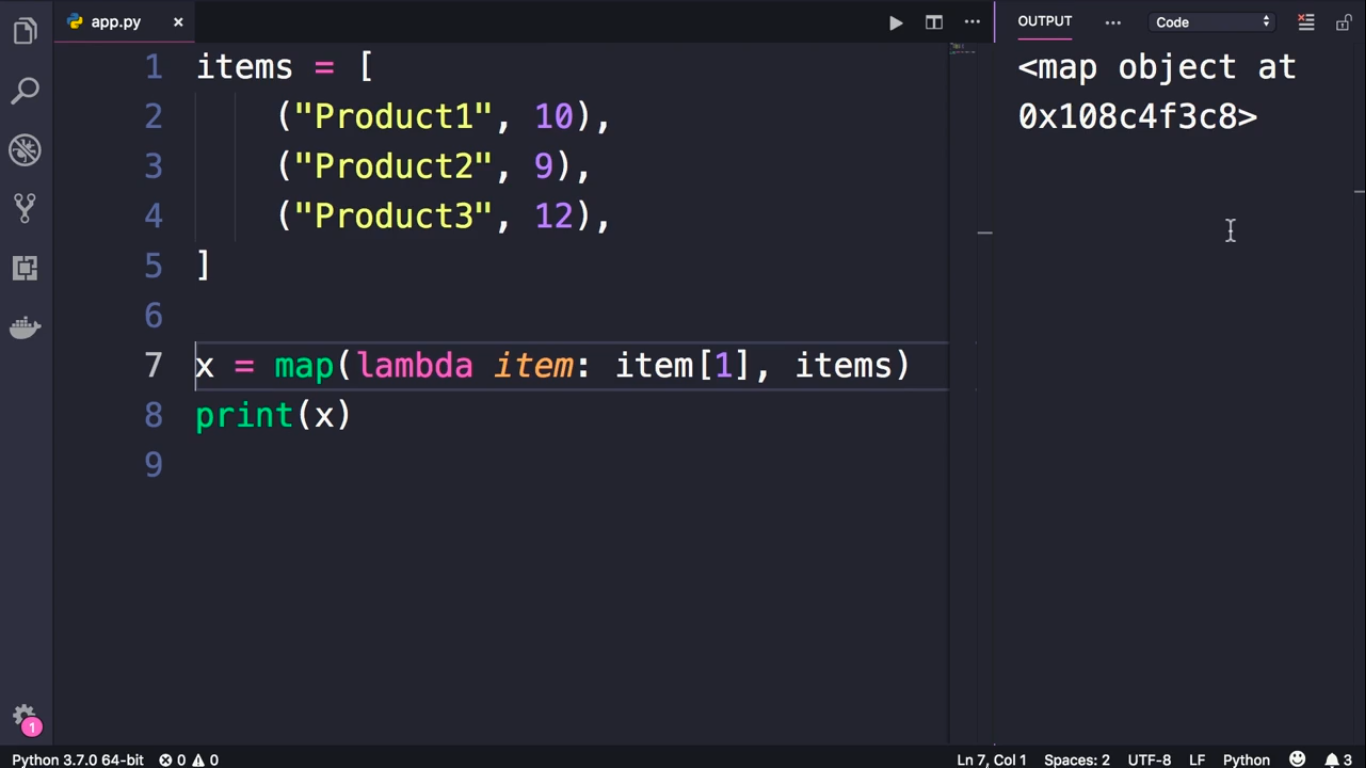 app.py
OUTPUT
Code
1 items = [
2 ("Product1", 10),
3 ("Product2", 9),
4 ("Product3", 12),
5 ]
6
7 x = map(lambda item: item[1], items)
8 print(x)
9
<map object at
0x108c4f3c8>
1
Python 3.7.0 64-bit 0 0 Ln 7, Col 1 Spaces: 2 UTF-8 LF Python 3